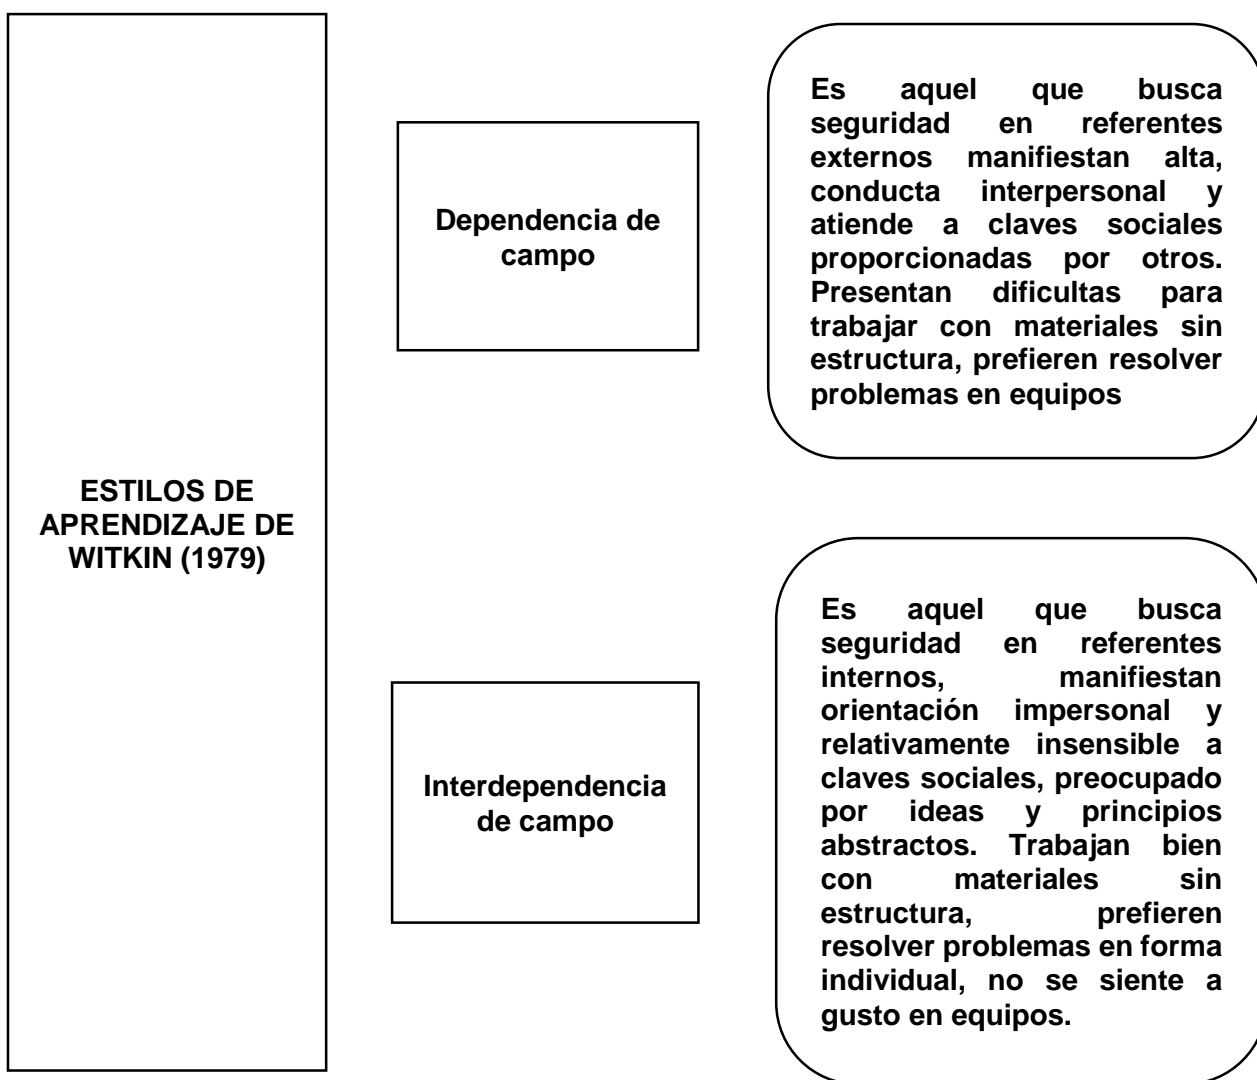 ESTILOS DE
APRENDIZAJE DE
WITKIN (1979)
Dependencia de
campo
Es aquel que busca
seguridad en referentes
externos manifiestan alta,
conducta interpersonal y
atiende a claves sociales
proporcionadas por otros.
Presentan dificultas para
trabajar con materiales sin
estructura, prefieren resolver
problemas en equipos
Interdependencia
de campo
Es aquel que busca
seguridad en referentes
internos, manifiestan
orientación impersonal y
relativamente insensible a
claves sociales, preocupado
por ideas y principios
abstractos. Trabajan bien
con materiales sin
estructura, prefieren
resolver problemas en forma
individual, no se siente a
gusto en equipos.